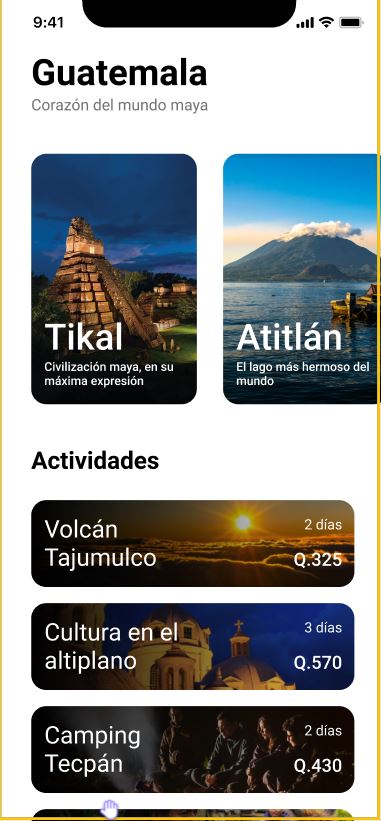 9:41
Guatemala
Corazón del mundo maya
Tikal
Civilización maya, en su
máxima expresión
Atitlán
El lago más hermoso del
mundo
Actividades
Volcán
Tajumulco
2 días
Q.325
Cultura en el
altiplano
3 días
Q.570
Camping
Tecpán
2 días
Q.430